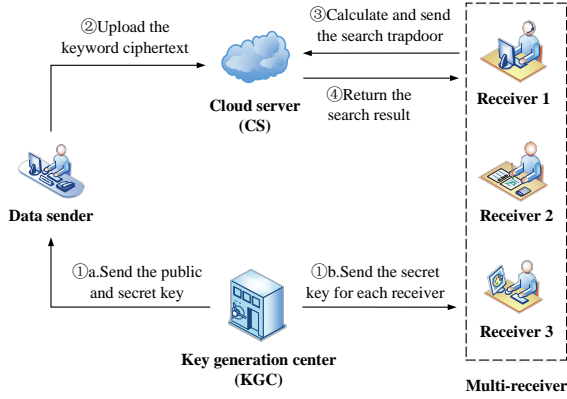 ②Upload the
keyword ciphertext
③Calculate and send
the search trapdoor
Cloud server
(CS)
④Return the
search result
Receiver 1
Data sender
Receiver 2
①a.Send the public
and secret key
①b.Send the secret
key for each receiver
Receiver 3
Key generation center
(KGC)
Multi-receiver